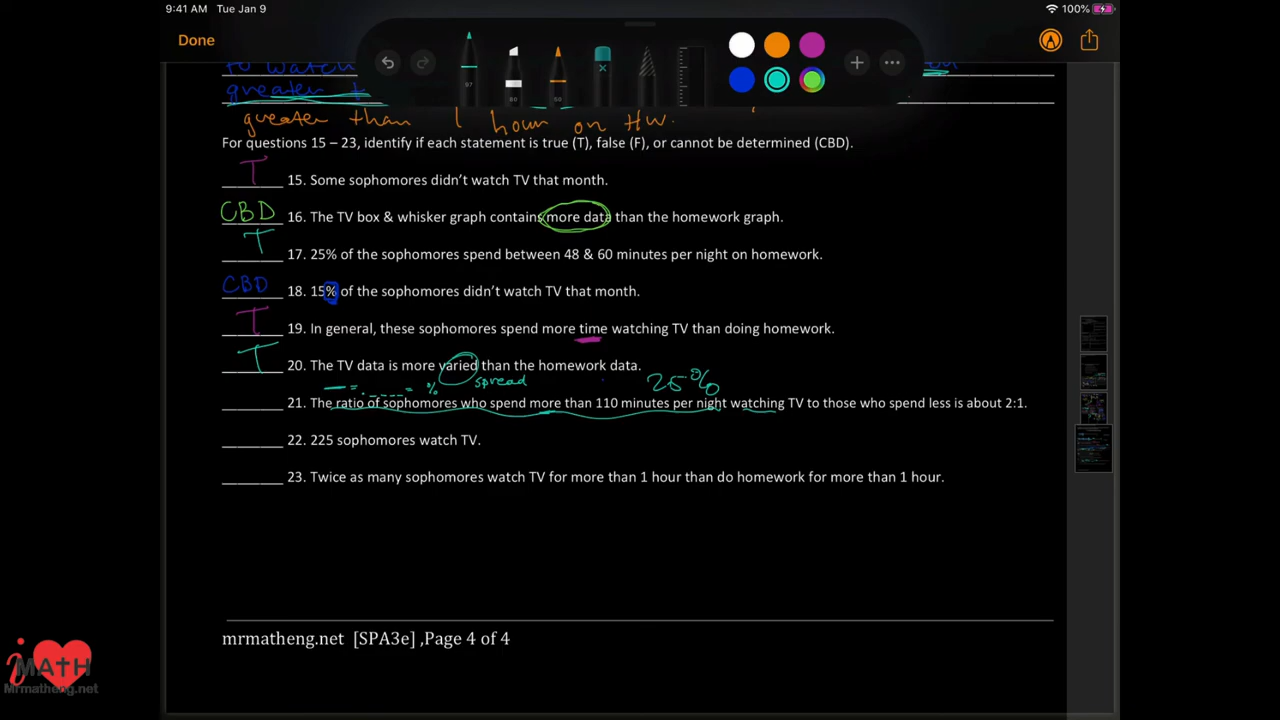 9:41 AM Tue Jan 9
100%
Done
97
80
50
to watch
greater t
greater than 1 hour on HW.
For questions 15 – 23, identify if each statement is true (T), false (F), or cannot be determined (CBD).
T 15. Some sophomores didn't watch TV that month.
CBD 16. The TV box & whisker graph contains more data than the homework graph.
T 17. 25% of the sophomores spend between 48 & 60 minutes per night on homework.
CBD 18. 15% of the sophomores didn't watch TV that month.
T 19. In general, these sophomores spend more time watching TV than doing homework.
T 20. The TV data is more varied than the homework data.
— = . _ _ _ _ = % spread 25%
21. The ratio of sophomores who spend more than 110 minutes per night watching TV to those who spend less is about 2:1.
22. 225 sophomores watch TV.
23. Twice as many sophomores watch TV for more than 1 hour than do homework for more than 1 hour.
mrmatheng.net [SPA3e] ,Page 4 of 4
i MATH
Mrmatheng.net